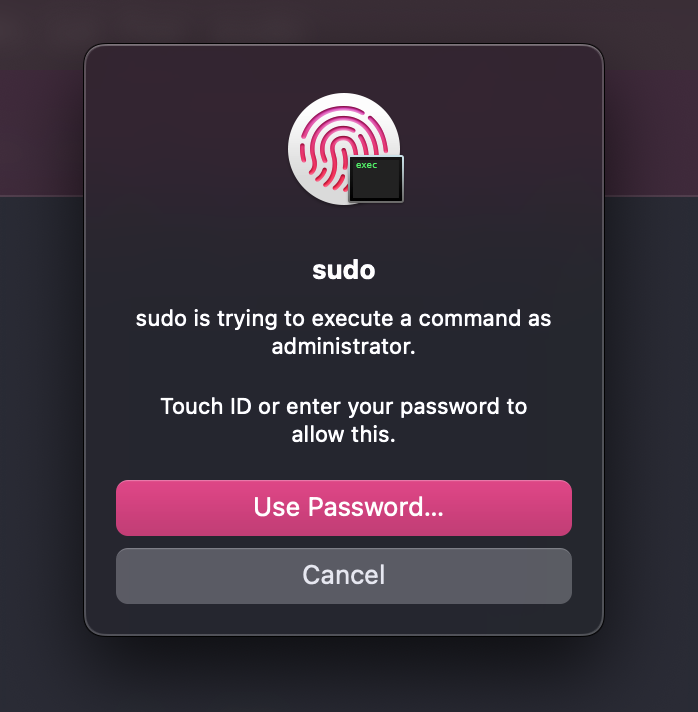 exec
sudo
sudo is trying to execute a command as
administrator.
Touch ID or enter your password to
allow this.
Use Password...
Cancel